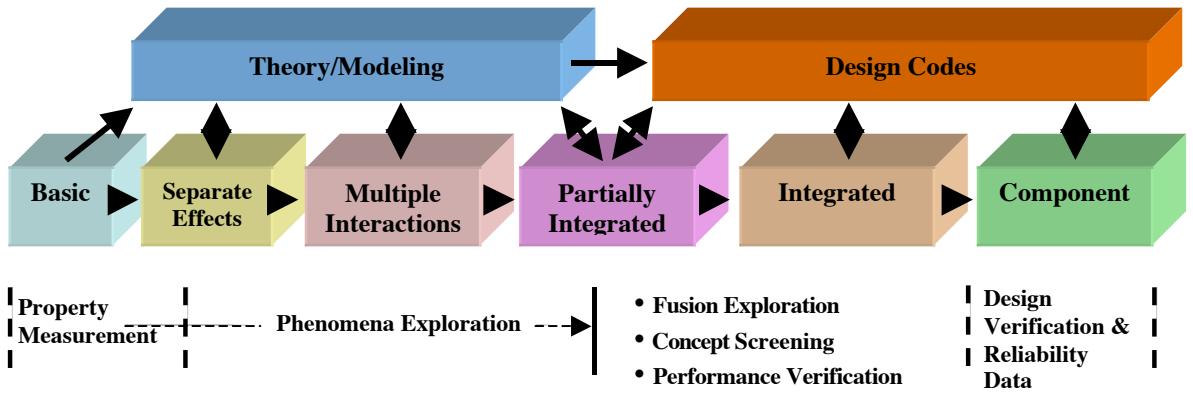 Theory/Modeling
Design Codes
Basic
Separate
Effects
Multiple
Interactions
Partially
Integrated
Integrated
Component
Property
Measurement
Phenomena Exploration
• Fusion Exploration
• Concept Screening
• Performance Verification
Design
Verification &
Reliability
Data